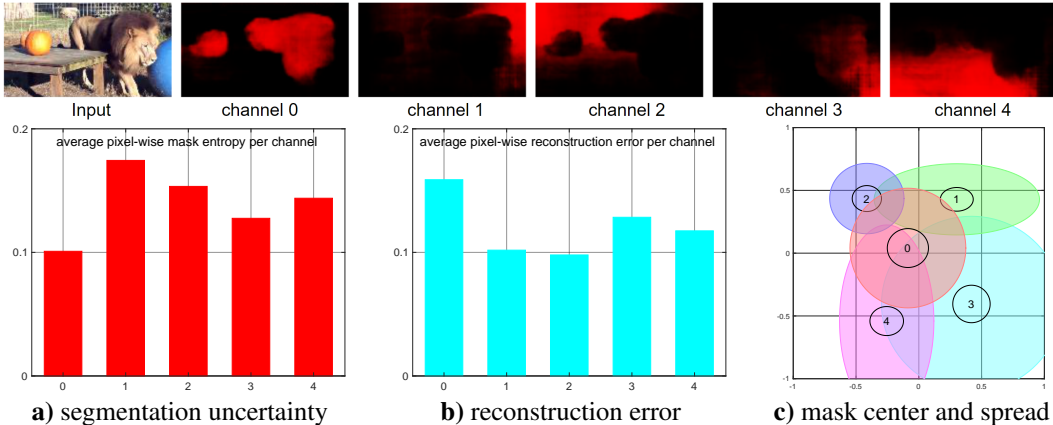 Input
channel 0
channel 1
channel 2
channel 3
channel 4
0.2
average pixel-wise mask entropy per channel
0.1
0
0 1 2 3 4
a) segmentation uncertainty
0.2
average pixel-wise reconstruction error per channel
0.1
0
0 1 2 3 4
b) reconstruction error
1
0.5
0
-0.5
-1
2
1
0
3
4
-1 -0.5 0 0.5 1
c) mask center and spread